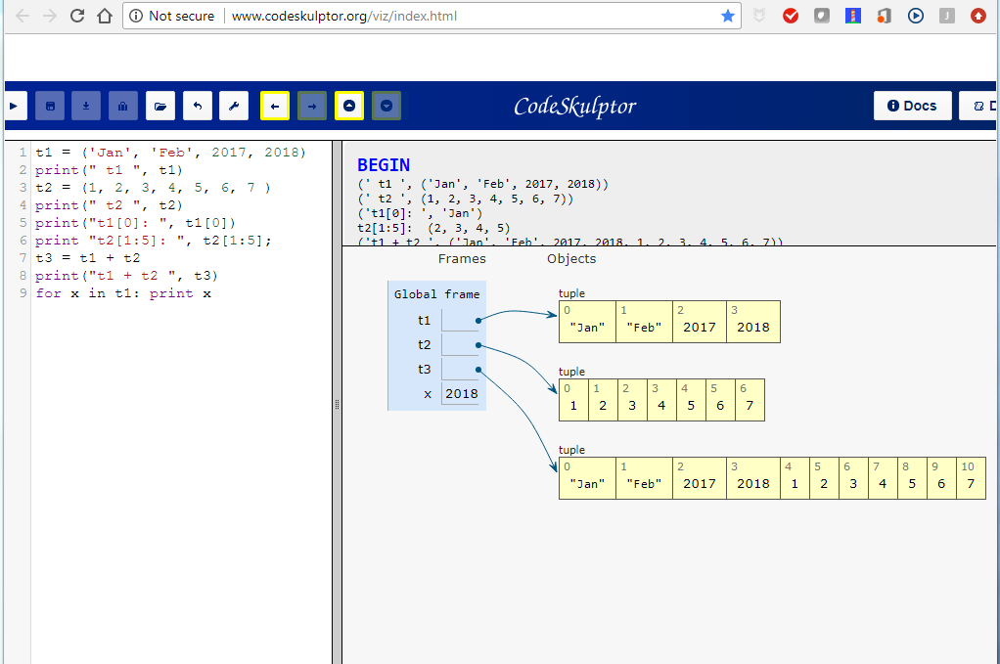 Not secure | www.codeskulptor.org/viz/index.html
J
CodeSkulptor
Docs
1 t1 = ('Jan', 'Feb', 2017, 2018)
2 print(" t1 ", t1)
3 t2 = (1, 2, 3, 4, 5, 6, 7 )
4 print(" t2 ", t2)
5 print("t1[0]: ", t1[0])
6 print "t2[1:5]: ", t2[1:5];
7 t3 = t1 + t2
8 print("t1 + t2 ", t3)
9 for x in t1: print x
BEGIN
(' t1 ', ('Jan', 'Feb', 2017, 2018))
(' t2 ', (1, 2, 3, 4, 5, 6, 7))
('t1[0]: ', 'Jan')
t2[1:5]:  (2, 3, 4, 5)
('t1 + t2 ', ('Jan', 'Feb', 2017, 2018, 1, 2, 3, 4, 5, 6, 7))
Frames Objects
Global frame
t1
t2
t3
x 2018
tuple
0 1 2 3
"Jan" "Feb" 2017 2018
tuple
0 1 2 3 4 5 6
1 2 3 4 5 6 7
tuple
0 1 2 3 4 5 6 7 8 9 10
"Jan" "Feb" 2017 2018 1 2 3 4 5 6 7